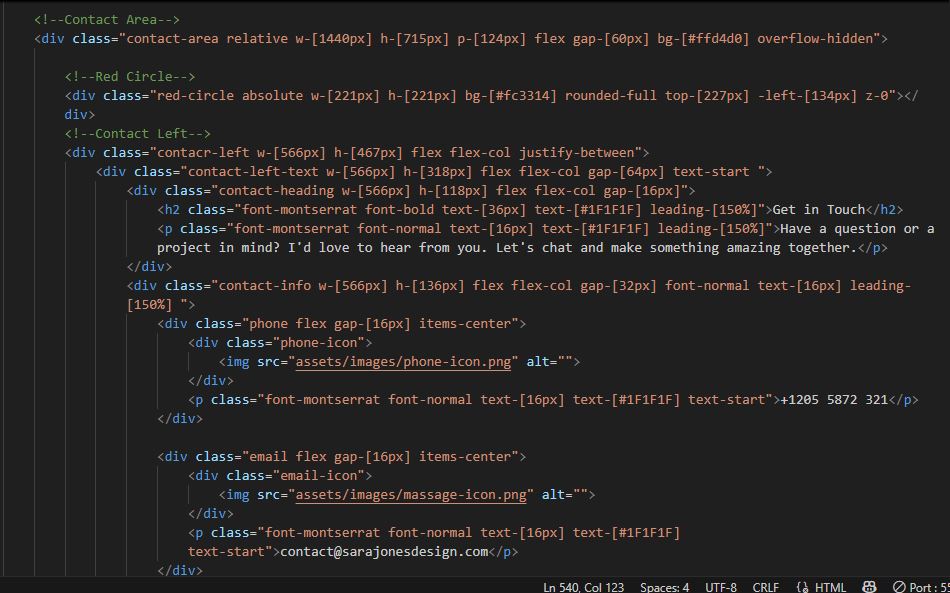 <!--Contact Area-->
<div class="contact-area relative w-[1440px] h-[715px] p-[124px] flex gap-[60px] bg-[#ffd4d0] overflow-hidden">
<!--Red Circle-->
<div class="red-circle absolute w-[221px] h-[221px] bg-[#fc3314] rounded-full top-[227px] -left-[134px] z-0"></
div>
<!--Contact Left-->
<div class="contacr-left w-[566px] h-[467px] flex flex-col justify-between">
<div class="contact-left-text w-[566px] h-[318px] flex flex-col gap-[64px] text-start ">
<div class="contact-heading w-[566px] h-[118px] flex flex-col gap-[16px]">
<h2 class="font-montserrat font-bold text-[36px] text-[#1F1F1F] leading-[150%]">Get in Touch</h2>
<p class="font-montserrat font-normal text-[16px] text-[#1F1F1F] leading-[150%]">Have a question or a
project in mind? I'd love to hear from you. Let's chat and make something amazing together.</p>
</div>
<div class="contact-info w-[566px] h-[136px] flex flex-col gap-[32px] font-normal text-[16px] leading-
[150%] ">
<div class="phone flex gap-[16px] items-center">
<div class="phone-icon">
<img src="assets/images/phone-icon.png" alt="">
</div>
<p class="font-montserrat font-normal text-[16px] text-[#1F1F1F] text-start">+1205 5872 321</p>
</div>
<div class="email flex gap-[16px] items-center">
<div class="email-icon">
<img src="assets/images/massage-icon.png" alt="">
</div>
<p class="font-montserrat font-normal text-[16px] text-[#1F1F1F]
text-start">contact@sarajonesdesign.com</p>
</div>
Ln 540, Col 123 Spaces: 4 UTF-8 CRLF {} HTML Port : 55